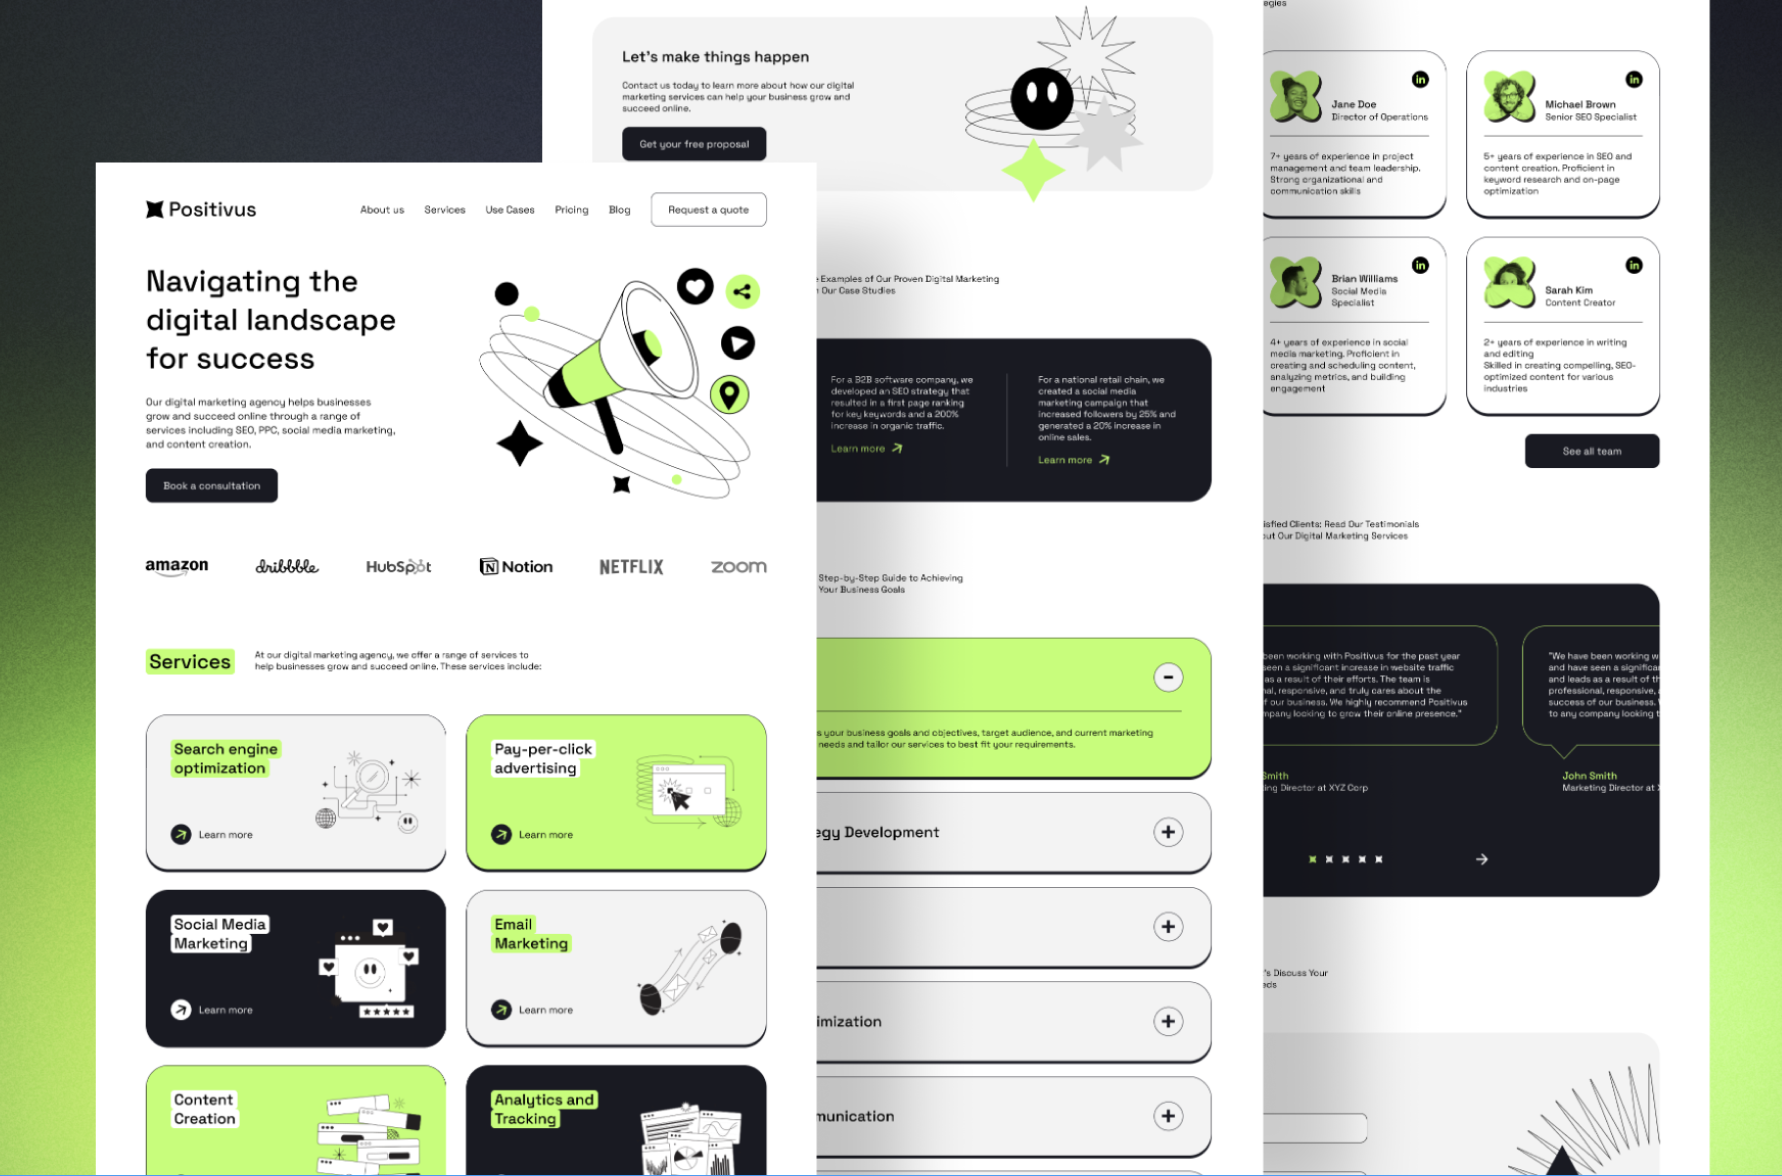 Positivus
About us
Services
Use Cases
Pricing
Blog
Request a quote
Navigating the
digital landscape
for success
Our digital marketing agency helps businesses
grow and succeed online through a range of
services including SEO, PPC, social media marketing,
and content creation.
Book a consultation
amazon
dribbble
HubSpot
Notion
NETFLIX
zoom
Services
At our digital marketing agency, we offer a range of services to
help businesses grow and succeed online. These services include:
Search engine
optimization
Learn more
Pay-per-click
advertising
Learn more
Social Media
Marketing
Learn more
Email
Marketing
Learn more
Content
Creation
Analytics and
Tracking
Let's make things happen
Contact us today to learn more about how our digital
marketing services can help your business grow and
succeed online.
Get your free proposal
Examples of Our Proven Digital Marketing
Our Case Studies
For a B2B software company, we
developed an SEO strategy that
resulted in a first page ranking
for key keywords and a 200%
increase in organic traffic.
Learn more
For a national retail chain, we
created a social media
marketing campaign that
increased followers by 25% and
generated a 20% increase in
online sales.
Learn more
Step-by-Step Guide to Achieving
Your Business Goals
your business goals and objectives, target audience, and current marketing
needs and tailor our services to best fit your requirements.
egy Development
imization
munication
egies
in
Jane Doe
Director of Operations
7+ years of experience in project
management and team leadership.
Strong organizational and
communication skills
in
Michael Brown
Senior SEO Specialist
5+ years of experience in SEO and
content creation. Proficient in
keyword research and on-page
optimization
in
Brian Williams
Social Media
Specialist
4+ years of experience in social
media marketing. Proficient in
creating and scheduling content,
analyzing metrics, and building
engagement
in
Sarah Kim
Content Creator
2+ years of experience in writing
and editing
Skilled in creating compelling, SEO-
optimized content for various
industries
See all team
isfied Clients: Read Our Testimonials
out Our Digital Marketing Services
been working with Positivus for the past year
seen a significant increase in website traffic
as a result of their efforts. The team is
al, responsive, and truly cares about the
f our business. We highly recommend Positivus
mpany looking to grow their online presence."
Smith
ing Director at XYZ Corp
"We have been working w
and have seen a significan
and leads as a result of th
professional, responsive,
success of our business.
to any company looking t
John Smith
Marketing Director at
's Discuss Your
eds